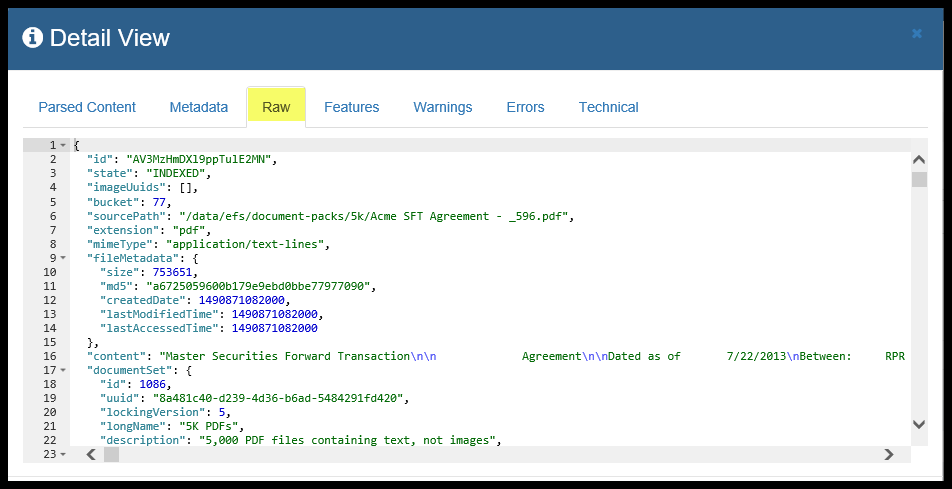 Detail View
Parsed Content Metadata Raw Features Warnings Errors Technical
1 {
2 "id": "AV3MzHmDXl9ppTulE2MN",
3 "state": "INDEXED",
4 "imageUuids": [],
5 "bucket": 77,
6 "sourcePath": "/data/efs/document-packs/5k/Acme SFT Agreement - _596.pdf",
7 "extension": "pdf",
8 "mimeType": "application/text-lines",
9 "fileMetadata": {
10 "size": 753651,
11 "md5": "a6725059600b179e9ebd0bbe77977090",
12 "createdDate": 1490871082000,
13 "lastModifiedTime": 1490871082000,
14 "lastAccessedTime": 1490871082000
15 },
16 "content": "Master Securities Forward Transaction\n\n Agreement\n\nDated as of 7/22/2013\nBetween: RPR
17 "documentSet": {
18 "id": 1086,
19 "uuid": "8a481c40-d239-4d36-b6ad-5484291fd420",
20 "lockingVersion": 5,
21 "longName": "5K PDFs",
22 "description": "5,000 PDF files containing text, not images",
23